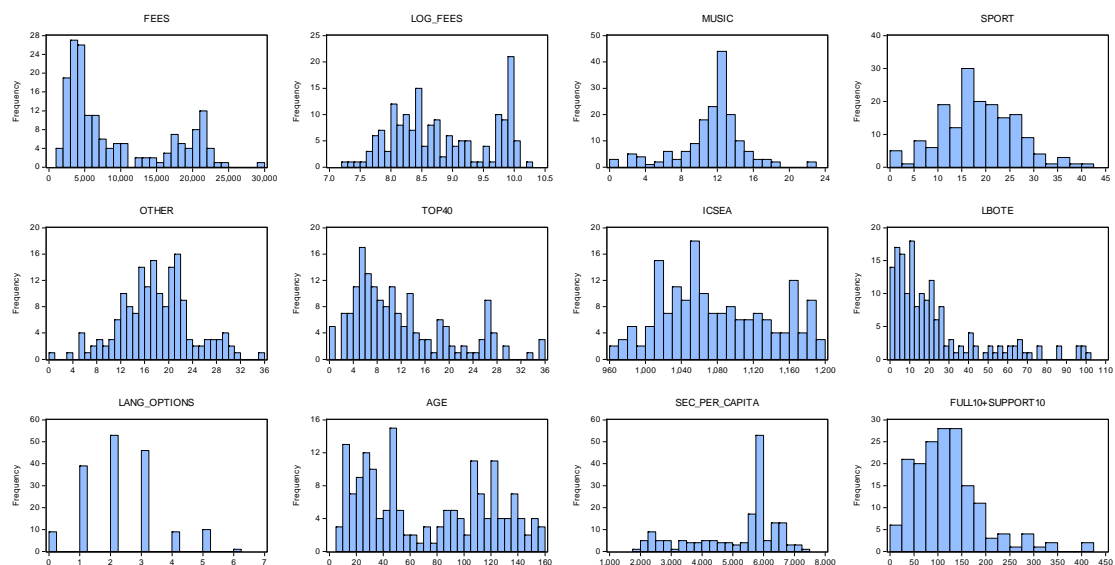 FEES
LOG_FEES
MUSIC
SPORT
Frequency
28
24
20
16
12
8
4
0
0 5,000 10,000 15,000 20,000 25,000 30,000
Frequency
25
20
15
10
5
0
7.0 7.5 8.0 8.5 9.0 9.5 10.0 10.5
Frequency
50
40
30
20
10
0
0 4 8 12 16 20 24
Frequency
40
30
20
10
0
0 5 10 15 20 25 30 35 40 45
OTHER
TOP40
ICSEA
LBOTE
Frequency
20
16
12
8
4
0
0 4 8 12 16 20 24 28 32 36
Frequency
20
16
12
8
4
0
0 4 8 12 16 20 24 28 32 36
Frequency
20
16
12
8
4
0
960 1,000 1,040 1,080 1,120 1,160 1,200
Frequency
20
15
10
5
0
0 10 20 30 40 50 60 70 80 90 100 110
LANG_OPTIONS
AGE
SEC_PER_CAPITA
FULL10+SUPPORT10
Frequency
60
50
40
30
20
10
0
0 1 2 3 4 5 6 7
Frequency
16
12
8
4
0
0 20 40 60 80 100 120 140 160
Frequency
60
50
40
30
20
10
0
1,000 2,000 3,000 4,000 5,000 6,000 7,000 8,000
Frequency
30
25
20
15
10
5
0
0 50 100 150 200 250 300 350 400 450